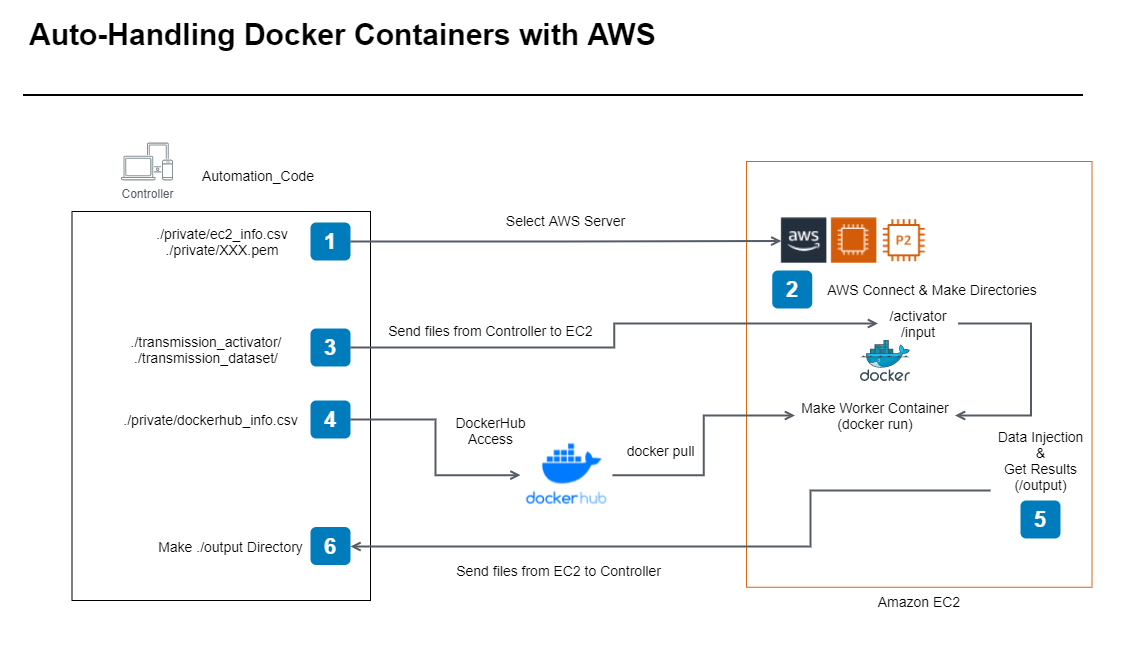 Auto-Handling Docker Containers with AWS
Controller
Automation_Code
./private/ec2_info.csv
./private/XXX.pem
1
Select AWS Server
aws
P2
2
AWS Connect & Make Directories
./transmission_activator/
./transmission_dataset/
3
Send files from Controller to EC2
/activator
/input
docker
./private/dockerhub_info.csv
4
DockerHub
Access
dockerhub
docker pull
Make Worker Container
(docker run)
Data Injection
&
Get Results
(/output)
5
Make ./output Directory
6
Send files from EC2 to Controller
Amazon EC2